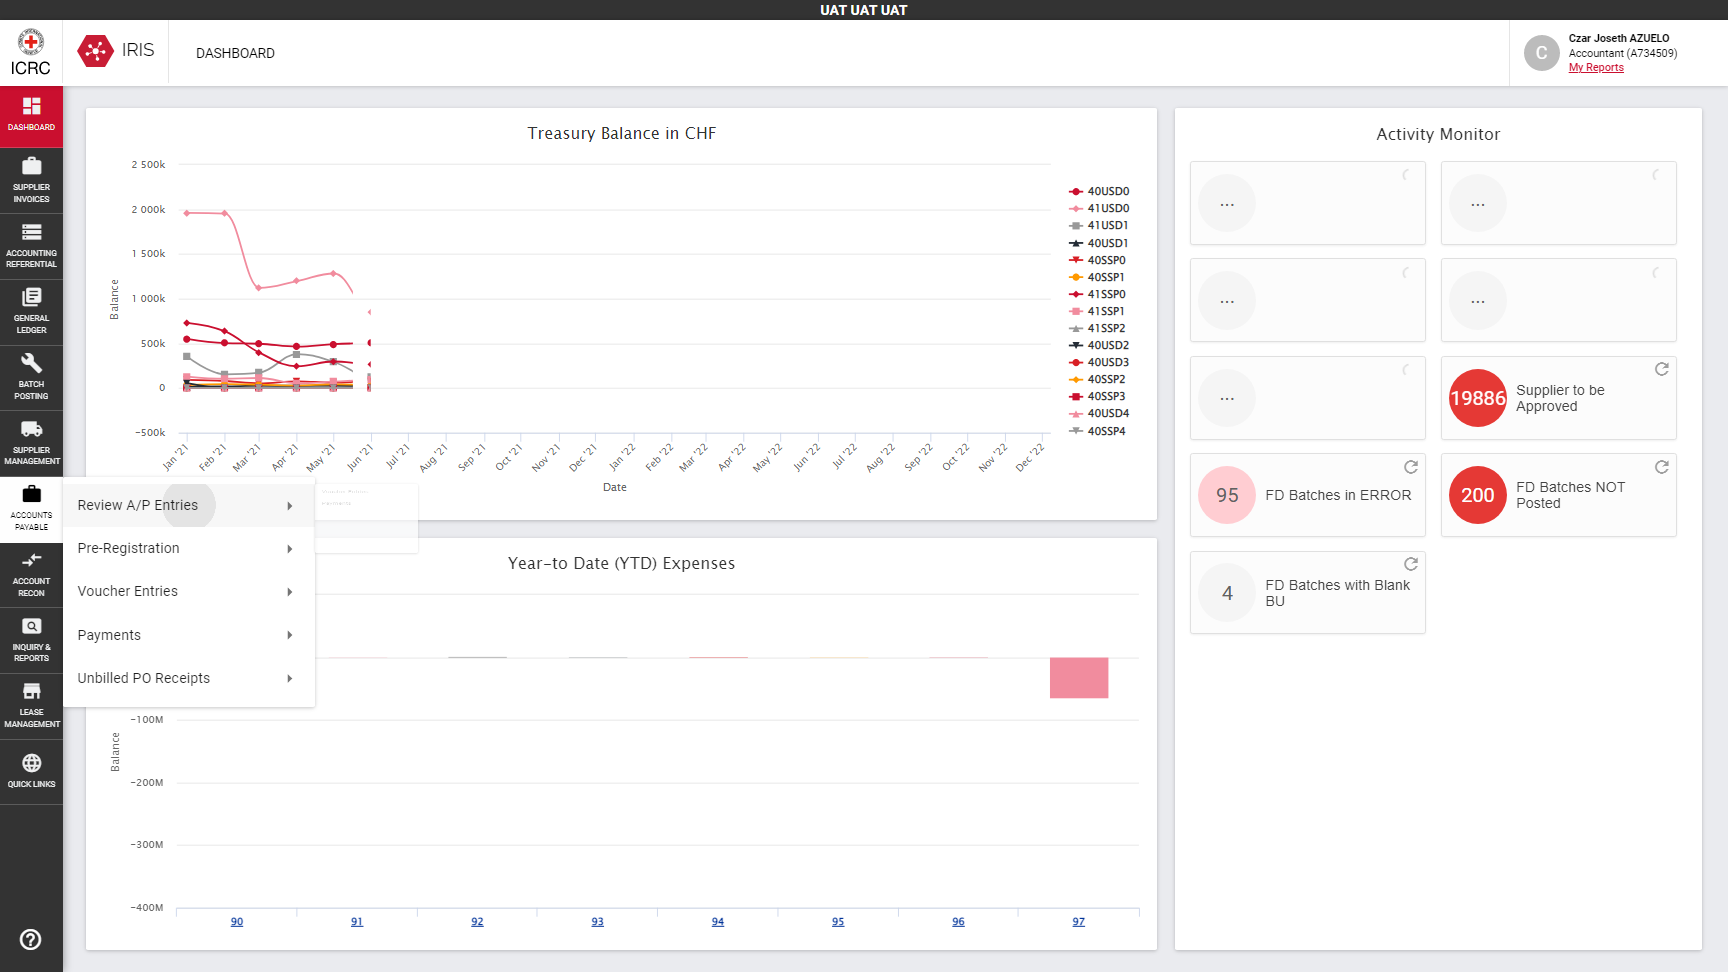 UAT UAT UAT
ICRC
IRIS
DASHBOARD
C
Czar Joseth AZUELO
Accountant (A734509)
My Reports
DASHBOARD
SUPPLIER
INVOICES
ACCOUNTING
REFERENTIAL
GENERAL
LEDGER
BATCH
POSTING
SUPPLIER
MANAGEMENT
ACCOUNTS
PAYABLE
ACCOUNT
RECON
INQUIRY &
REPORTS
LEASE
MANAGEMENT
QUICK LINKS
Review A/P Entries
Pre-Registration
Voucher Entries
Payments
Unbilled PO Receipts
Treasury Balance in CHF
Balance
2 500k
2 000k
1 500k
1 000k
500k
0
-500k
Jan '21
Feb '21
Mar '21
Apr '21
May '21
Jun '21
Jul '21
Aug '21
Sep '21
Oct '21
Nov '21
Dec '21
Jan '22
Feb '22
Mar '22
Apr '22
May '22
Jun '22
Jul '22
Aug '22
Sep '22
Oct '22
Nov '22
Dec '22
Date
40USD0
41USD0
41USD1
40USD1
40SSP0
40SSP1
41SSP0
41SSP1
41SSP2
40USD2
40USD3
40SSP2
40SSP3
40USD4
40SSP4
Year-to Date (YTD) Expenses
Balance
-100M
-200M
-300M
-400M
90
91
92
93
94
95
96
97
Activity Monitor
...
...
...
...
...
19886
Supplier to be
Approved
95
FD Batches in ERROR
200
FD Batches NOT
Posted
4
FD Batches with Blank
BU